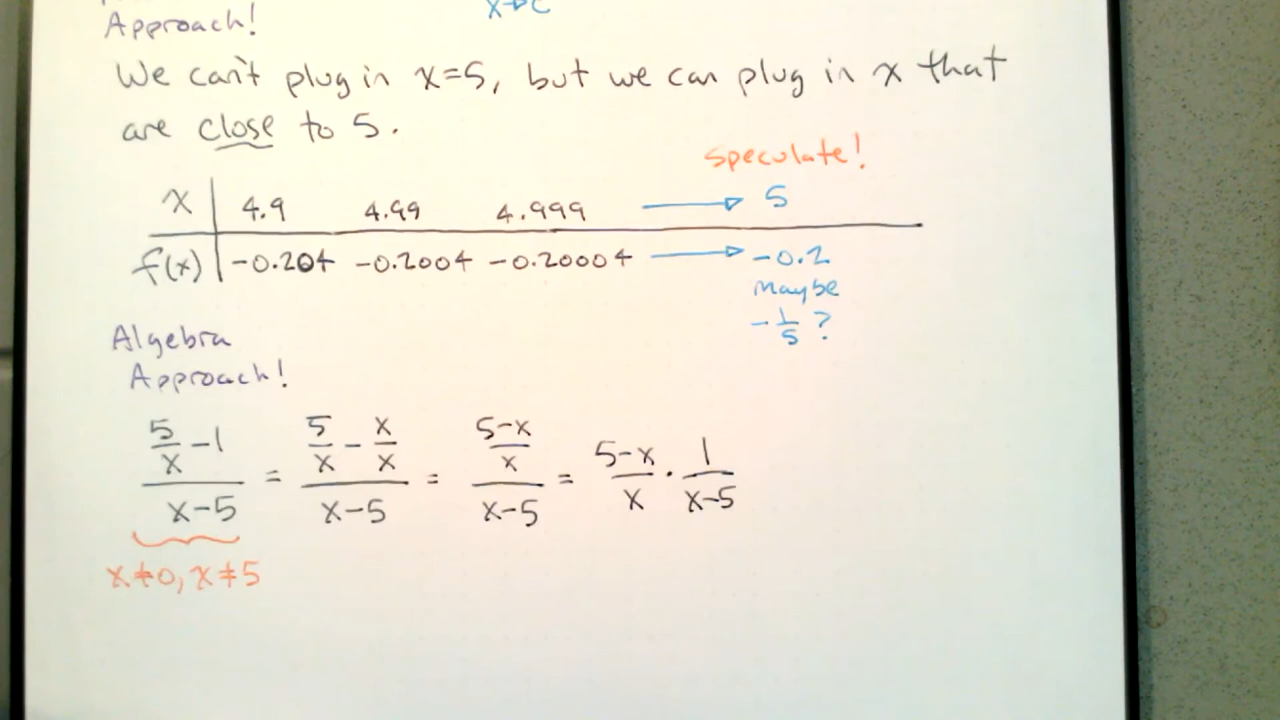 Approach!
x→c
We can't plug in x=5, but we can plug in x that
are close to 5.
speculate!
x | 4.9 4.99 4.999 → 5
f(x) | -0.204 -0.2004 -0.20004 → -0.2
maybe
-1/5 ?
Algebra
Approach!
(5/x - 1)/(x-5) = (5/x - x/x)/(x-5) = ((5-x)/x)/(x-5) = (5-x)/x · 1/(x-5)
x≠0, x≠5